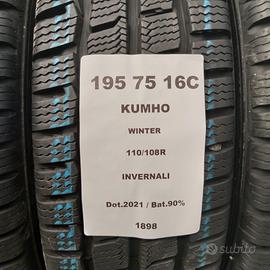 195 75 16C
KUMHO
WINTER
110/108R
INVERNALI
Dot.2021 / Bat.90%
1898
subito